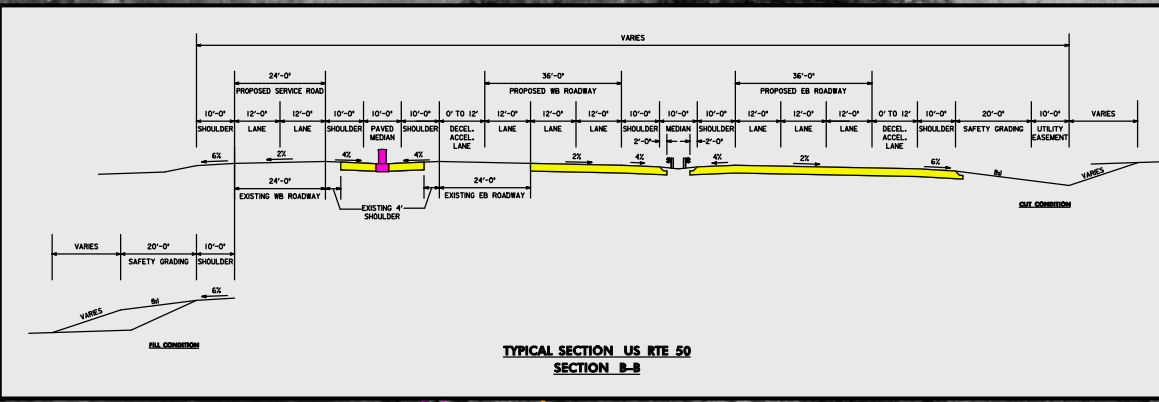 VARIES
24'-0" 36'-0" 36'-0"
PROPOSED SERVICE ROAD PROPOSED WB ROADWAY PROPOSED EB ROADWAY
10'-0" 12'-0" 12'-0" 10'-0" 10'-0" 10'-0" 0' TO 12' 12'-0" 12'-0" 12'-0" 10'-0" 10'-0" 10'-0" 12'-0" 12'-0" 12'-0" 0' TO 12' 10'-0" 20'-0" 10'-0" VARIES
SHOULDER LANE LANE SHOULDER PAVED SHOULDER DECEL. LANE LANE LANE SHOULDER MEDIAN SHOULDER LANE LANE LANE DECEL. SHOULDER SAFETY GRADING UTILITY
MEDIAN ACCEL. ACCEL. EASEMENT
LANE 2'-0" 2'-0" LANE
6% 2% 4% 4% 2% 4% 4% 2% 6%
8:1 VARIES
24'-0" 24'-0"
EXISTING WB ROADWAY EXISTING EB ROADWAY
EXISTING 4'
SHOULDER
CUT CONDITION
VARIES 20'-0" 10'-0"
SAFETY GRADING SHOULDER
6%
8:1
VARIES
FILL CONDITION
TYPICAL SECTION US RTE 50
SECTION B-B